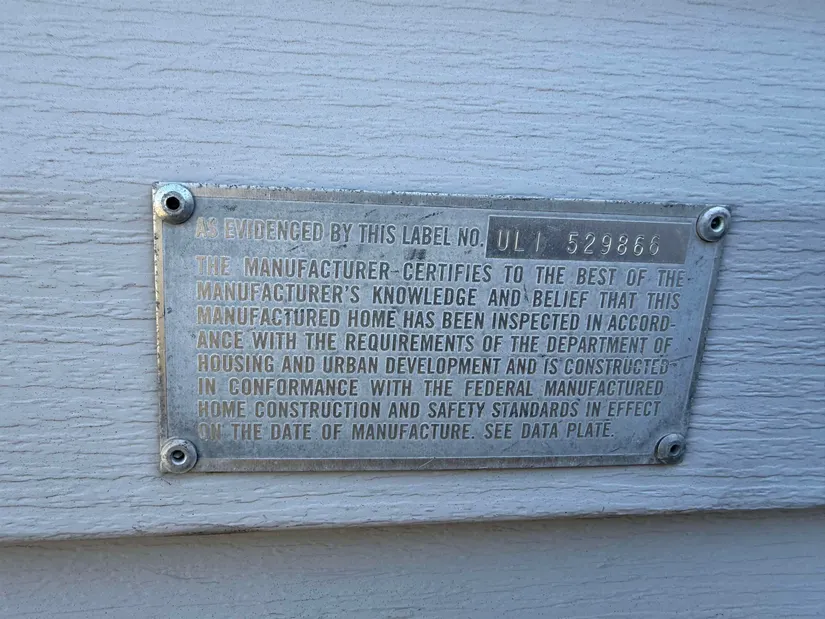 AS EVIDENCED BY THIS LABEL NO. ULI 529866
THE MANUFACTURER CERTIFIES TO THE BEST OF THE
MANUFACTURER'S KNOWLEDGE AND BELIEF THAT THIS
MANUFACTURED HOME HAS BEEN INSPECTED IN ACCORD-
ANCE WITH THE REQUIREMENTS OF THE DEPARTMENT OF
HOUSING AND URBAN DEVELOPMENT AND IS CONSTRUCTED
IN CONFORMANCE WITH THE FEDERAL MANUFACTURED
HOME CONSTRUCTION AND SAFETY STANDARDS IN EFFECT
ON THE DATE OF MANUFACTURE. SEE DATA PLATE.